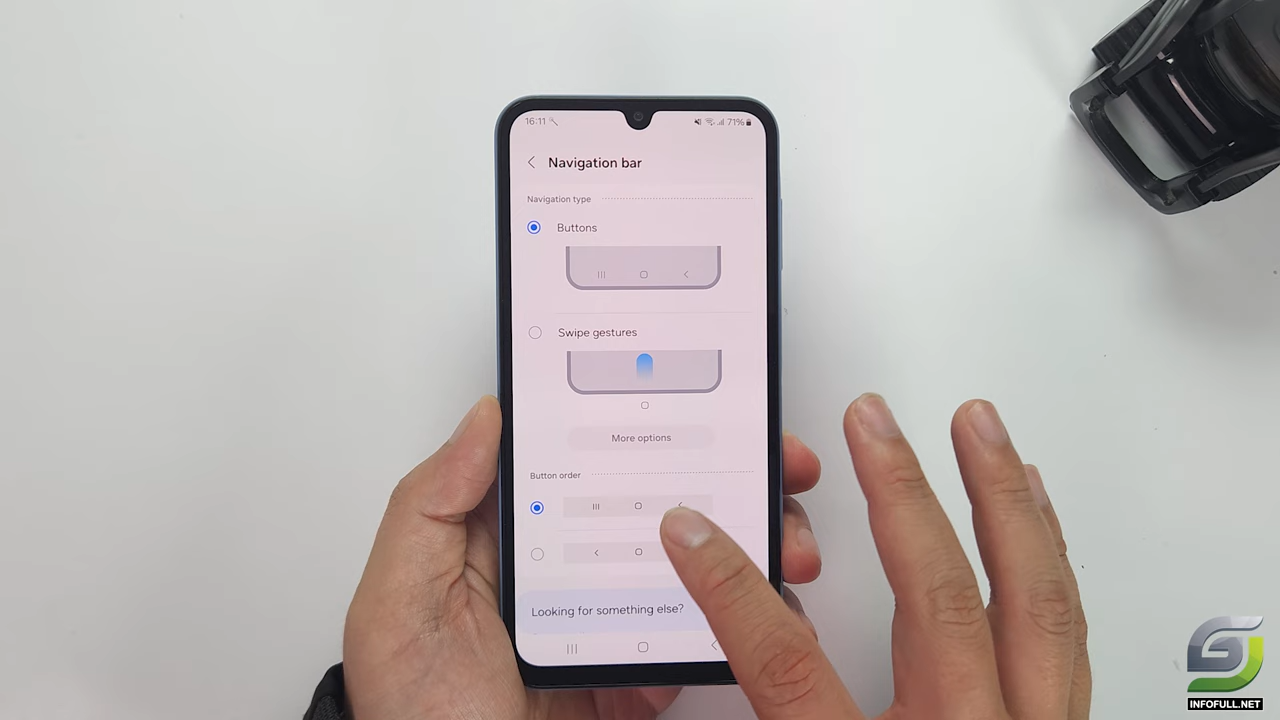 16:11
71%
Navigation bar
Navigation type
Buttons
Swipe gestures
More options
Button order
Looking for something else?
INFOFULL.NET